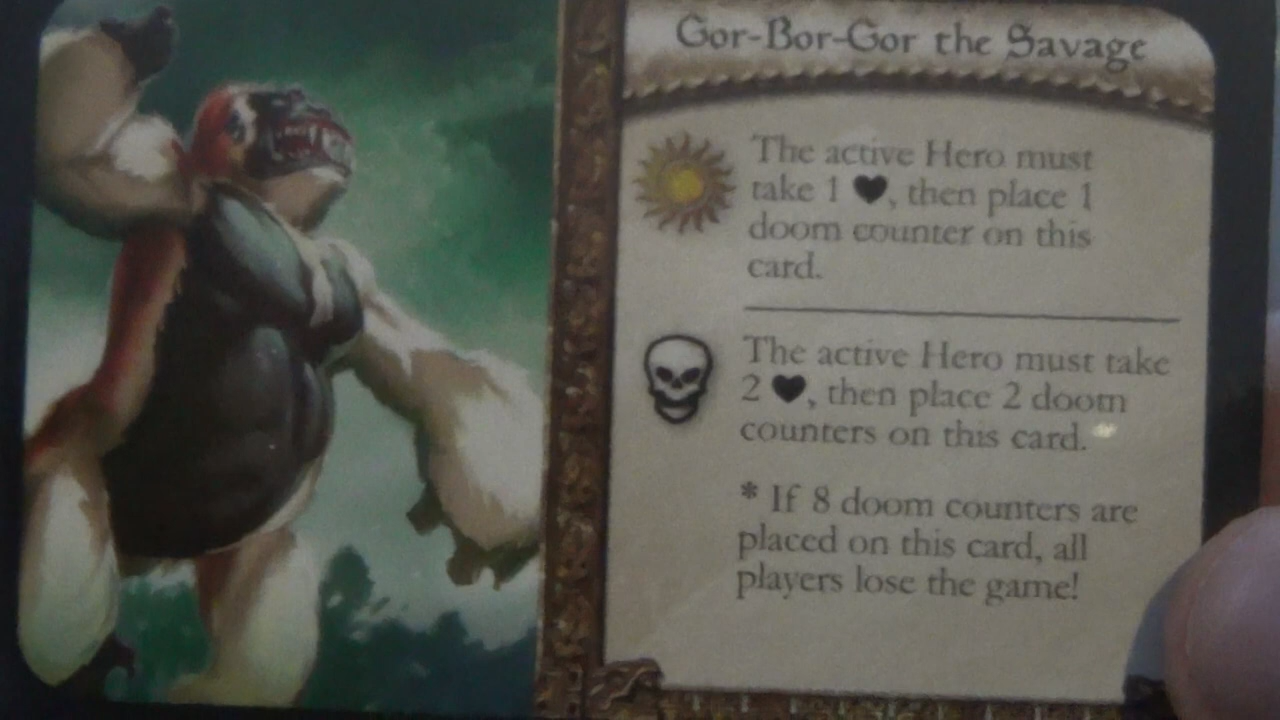 Gor-Bor-Gor the Savage
The active Hero must
take 1 ♥, then place 1
doom counter on this
card.
The active Hero must take
2 ♥, then place 2 doom
counters on this card.
* If 8 doom counters are
placed on this card, all
players lose the game!